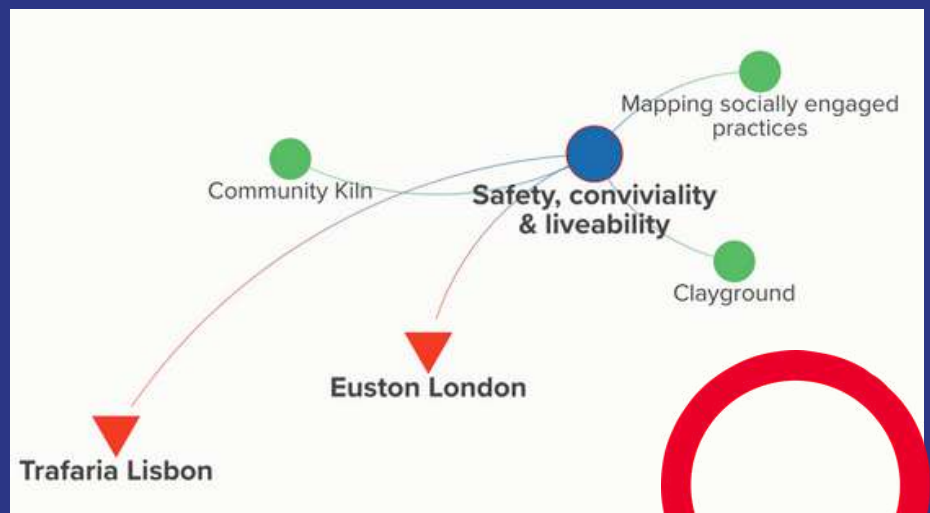 Mapping socially engaged
practices
Community Kiln
Safety, conviviality
& liveability
Clayground
Euston London
Trafaria Lisbon